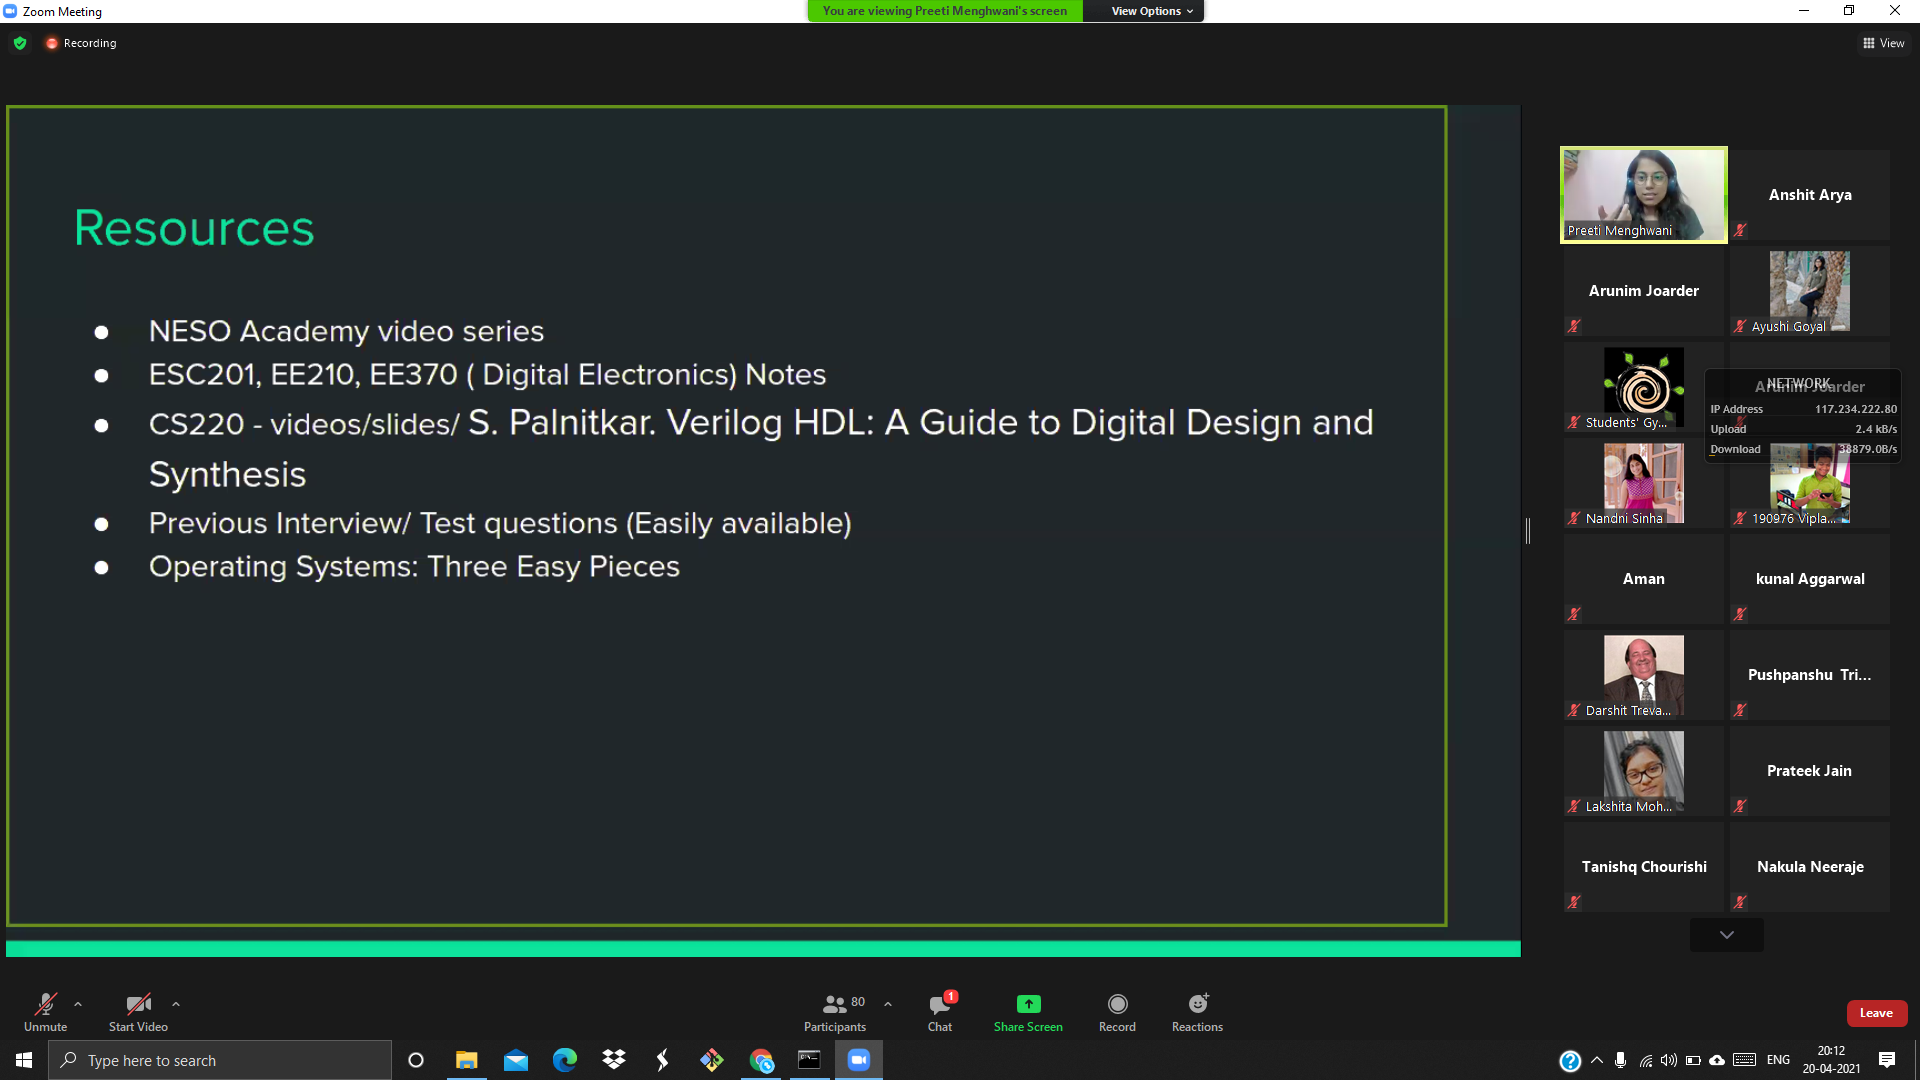 Zoom Meeting
You are viewing Preeti Menghwani's screen
View Options
Recording
View
Resources
NESO Academy video series
ESC201, EE210, EE370 ( Digital Electronics) Notes
CS220 - videos/slides/ S. Palnitkar. Verilog HDL: A Guide to Digital Design and
Synthesis
Previous Interview/ Test questions (Easily available)
Operating Systems: Three Easy Pieces
Preeti Menghwani
Anshit Arya
Arunim Joarder
Ayushi Goyal
Students' Gy...
Arunim Joarder
NETWORK
IP Address 117.234.222.80
Upload 2.4 kB/s
Download 38879.0B/s
Nandni Sinha
190976 Vipla...
Aman
kunal Aggarwal
Darshit Treva...
Pushpanshu Tri...
Lakshita Moh...
Prateek Jain
Tanishq Chourishi
Nakula Neeraje
Unmute
Start Video
Participants
80
Chat
1
Share Screen
Record
Reactions
Leave
Type here to search
ENG
20:12
20-04-2021